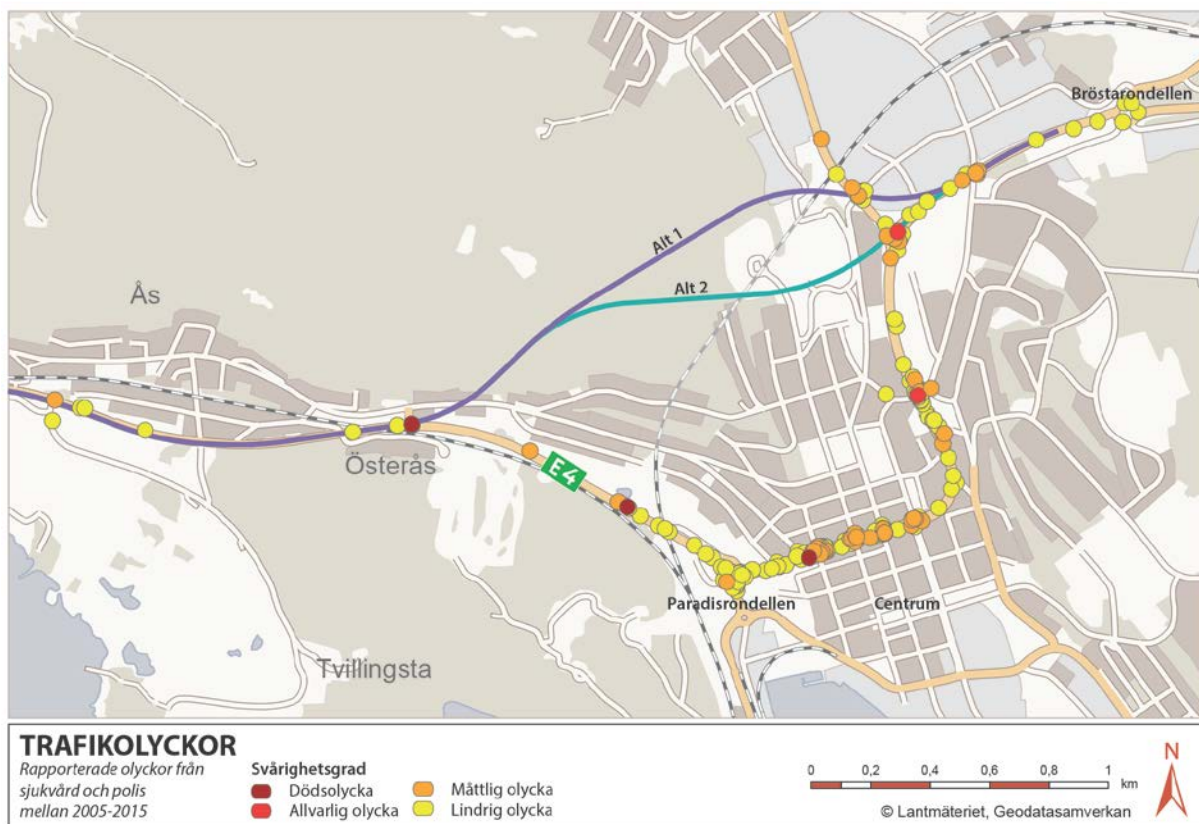 Bröstarondellen
Alt 1
Alt 2
Ås
Österås
E4
Paradisrondellen
Centrum
Tvillingsta
TRAFIKOLYCKOR
Rapporterade olyckor från
sjukvård och polis
mellan 2005-2015
Svårighetsgrad
Dödsolycka
Allvarlig olycka
Måttlig olycka
Lindrig olycka
0 0,2 0,4 0,6 0,8 1
km
© Lantmäteriet, Geodatasamverkan
N